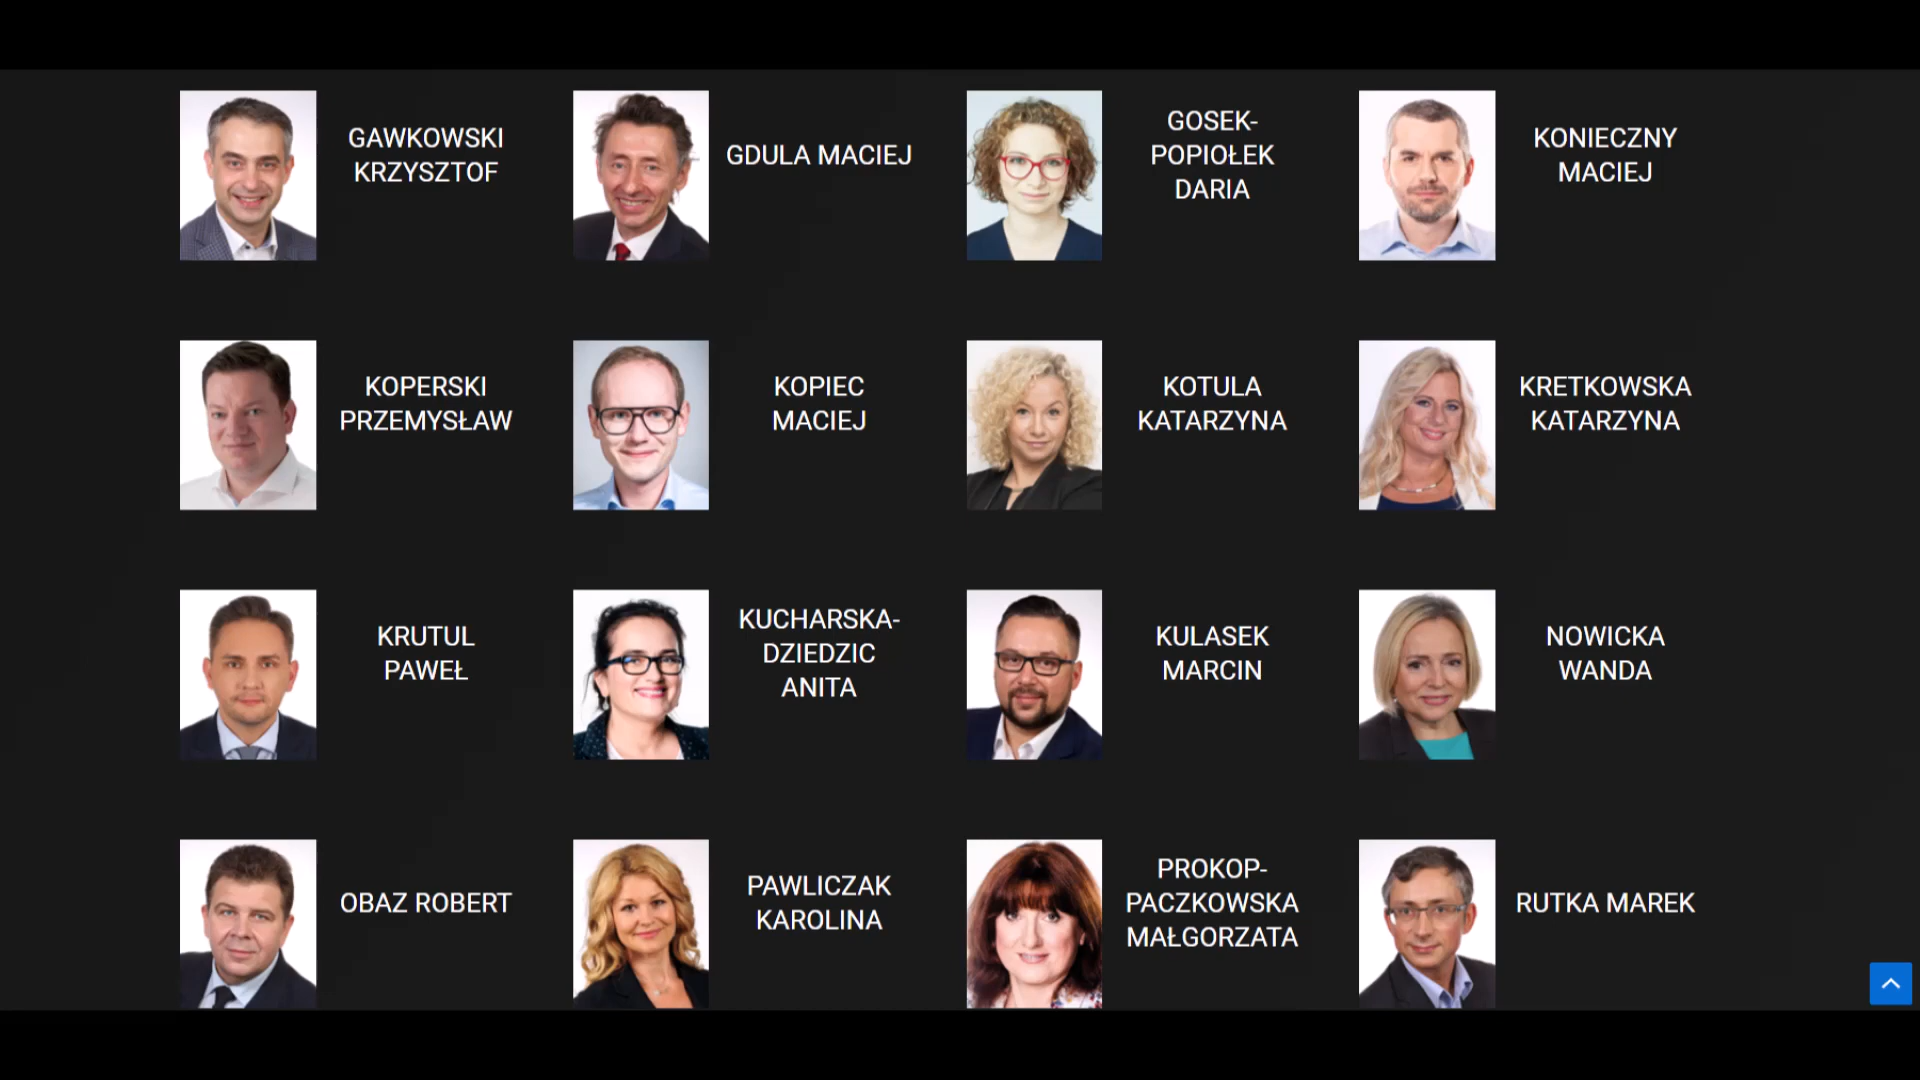 GAWKOWSKI
KRZYSZTOF
GDULA MACIEJ
GOSEK-
POPIOŁEK
DARIA
KONIECZNY
MACIEJ
KOPERSKI
PRZEMYSŁAW
KOPIEC
MACIEJ
KOTULA
KATARZYNA
KRETKOWSKA
KATARZYNA
KRUTUL
PAWEŁ
KUCHARSKA-
DZIEDZIC
ANITA
KULASEK
MARCIN
NOWICKA
WANDA
OBAZ ROBERT
PAWLICZAK
KAROLINA
PROKOP-
PACZKOWSKA
MAŁGORZATA
RUTKA MAREK